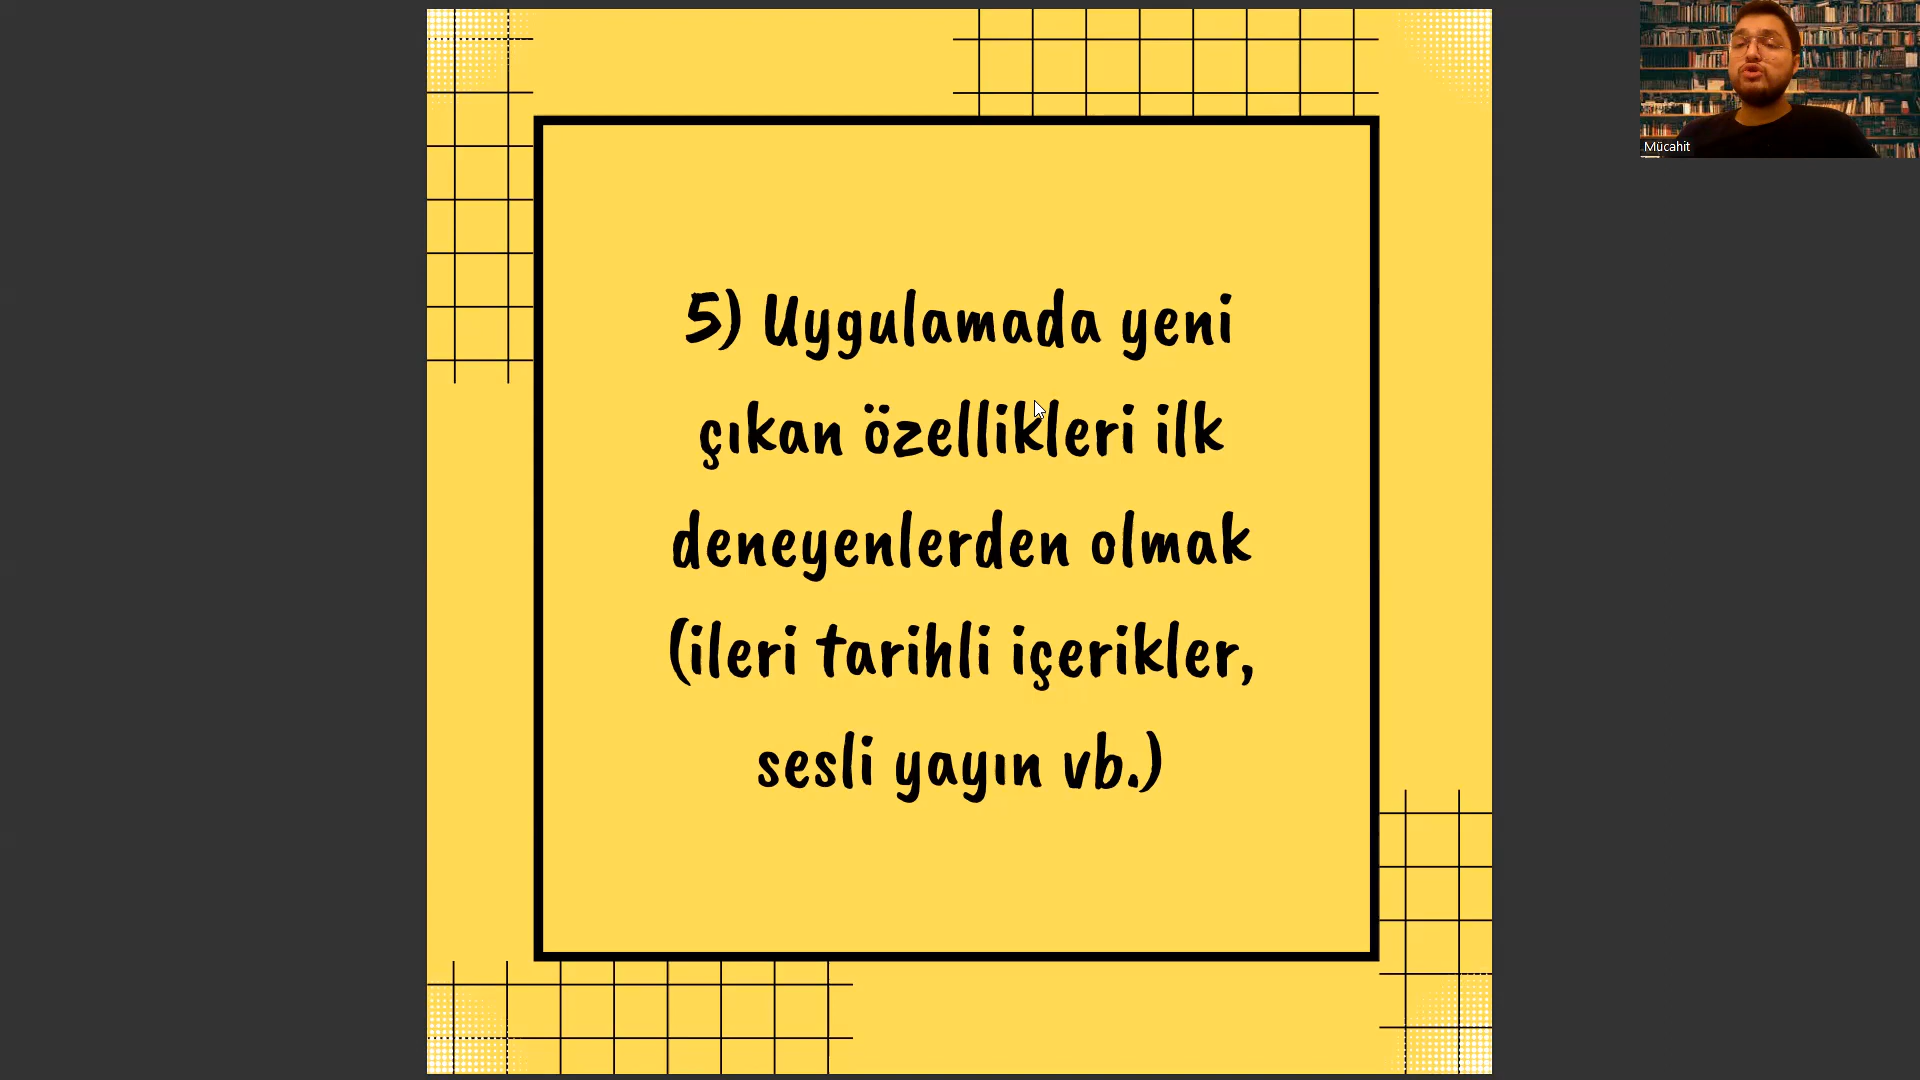 5) Uygulamada yeni
çıkan özellikleri ilk
deneyenlerden olmak
(ileri tarihli içerikler,
sesli yayın vb.)
Mücahit